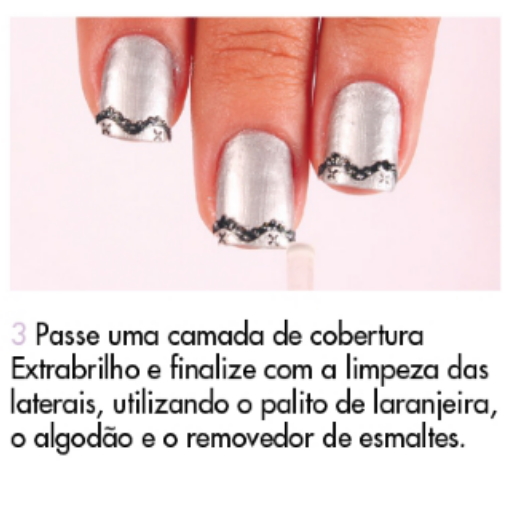 3 Passe uma camada de cobertura
Extrabrilho e finalize com a limpeza das
laterais, utilizando o palito de laranjeira,
o algodão e o removedor de esmaltes.